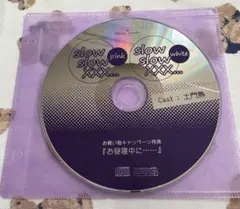 slow
slow
xxx...
pink
slow
slow
xxx...
white
Cast : 土門熱
お買い物キャンペーン特典
『お昼寝中に……』